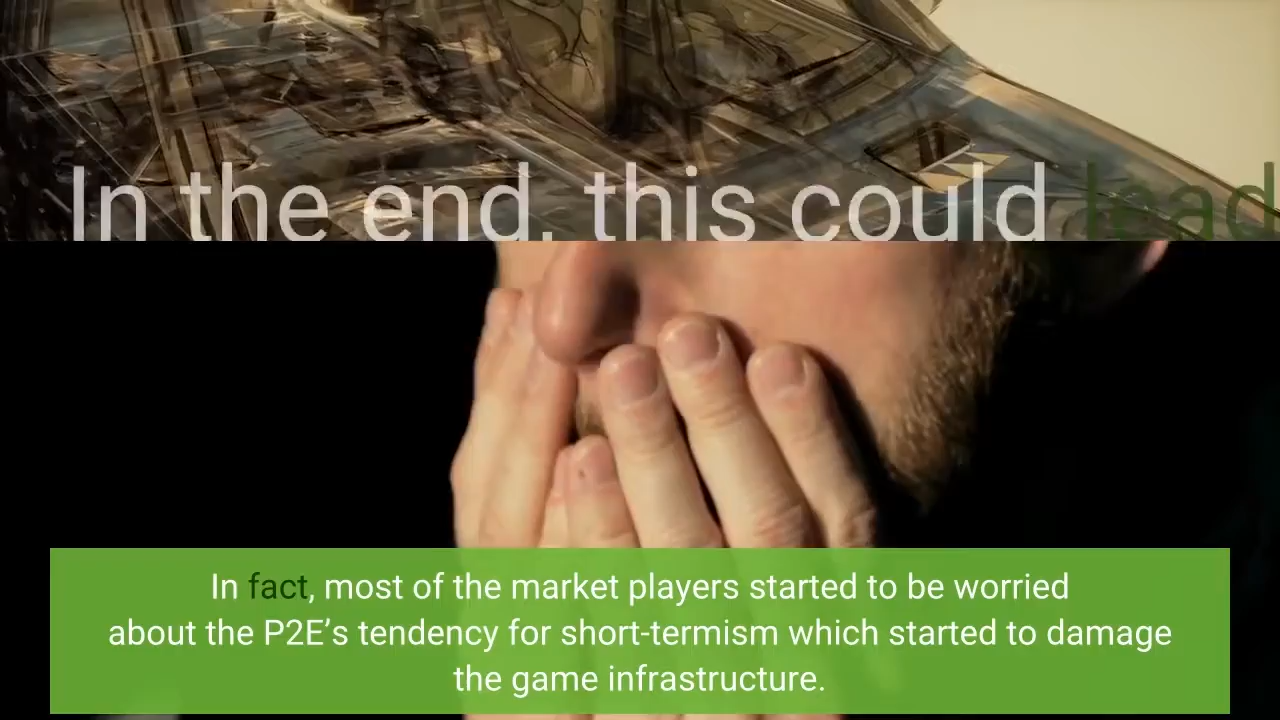 In the end, this could lead
In fact, most of the market players started to be worried
about the P2E’s tendency for short-termism which started to damage
the game infrastructure.